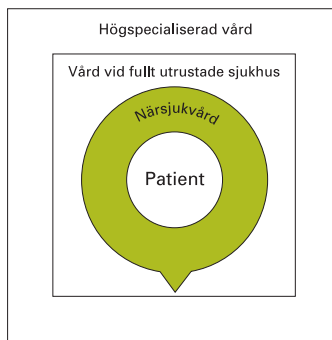 Högspecialiserad vård
Vård vid fullt utrustade sjukhus
Närsjukvård
Patient